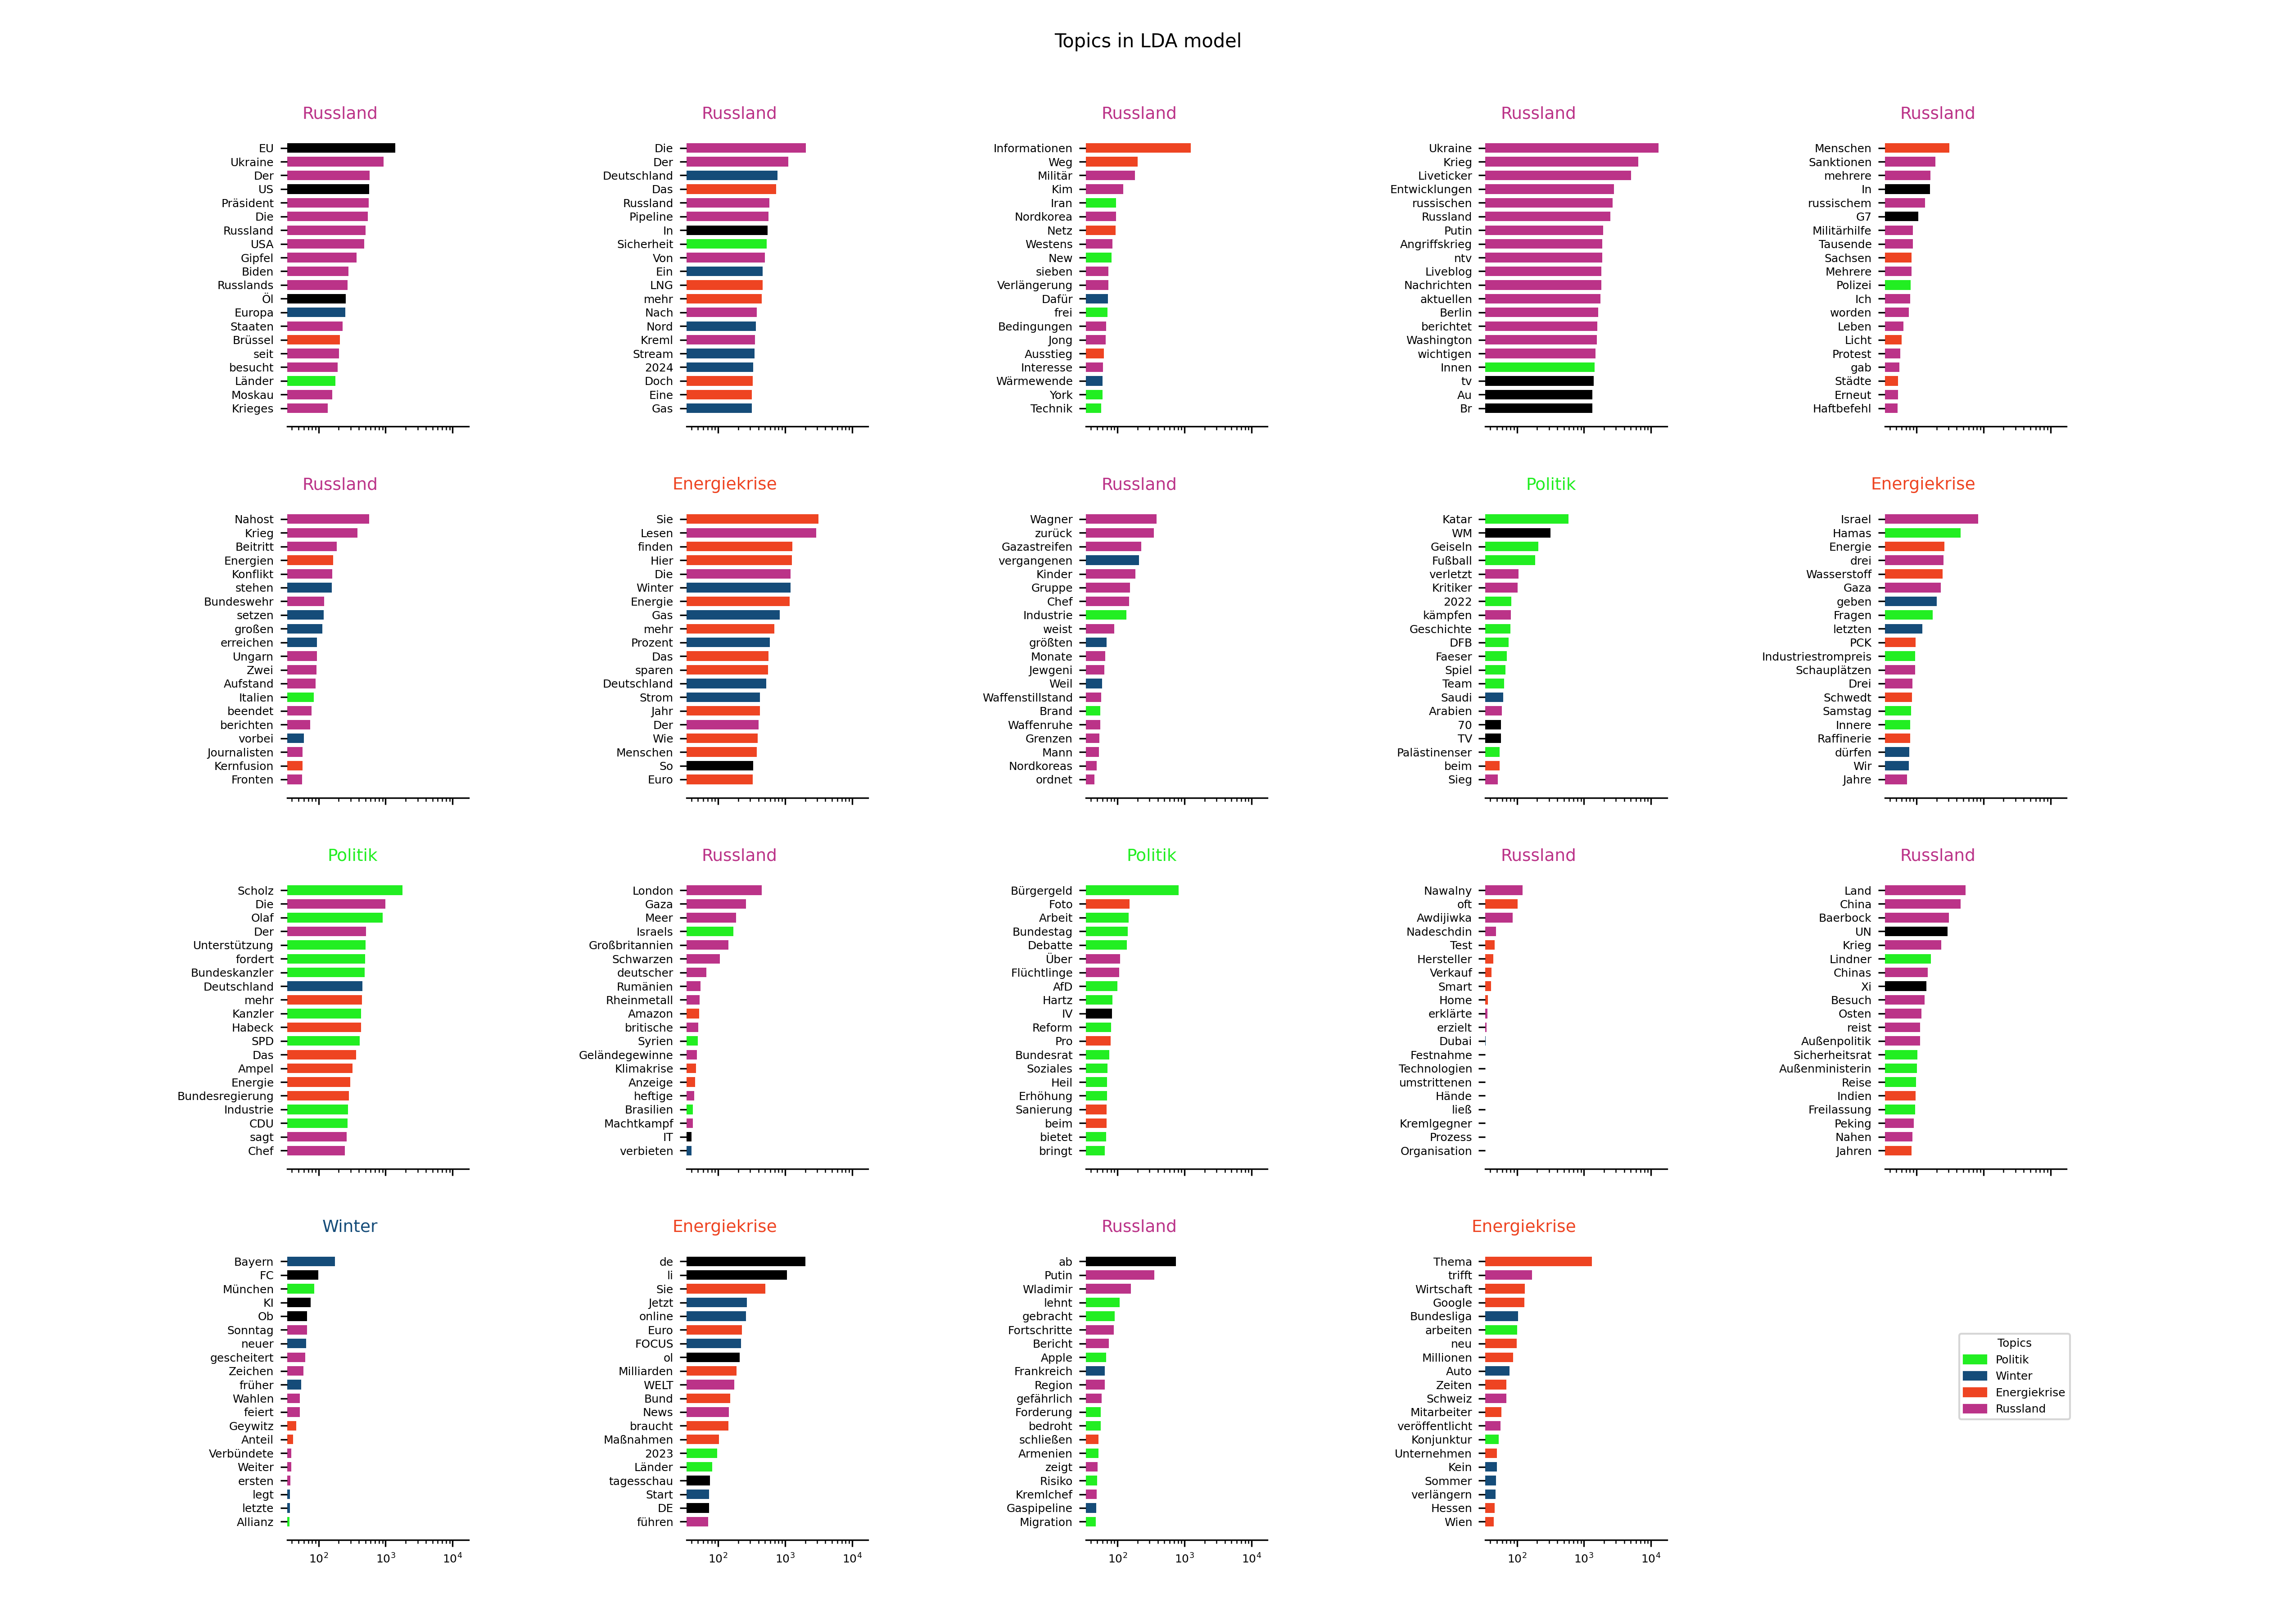 Topics in LDA model
Russland
EU
Ukraine
Der
US
Präsident
Die
Russland
USA
Gipfel
Biden
Russlands
Öl
Europa
Staaten
Brüssel
seit
besucht
Länder
Moskau
Krieges
Russland
Die
Der
Deutschland
Das
Russland
Pipeline
In
Sicherheit
Von
Ein
LNG
mehr
Nach
Nord
Kreml
Stream
2024
Doch
Eine
Gas
Russland
Informationen
Weg
Militär
Kim
Iran
Nordkorea
Netz
Westens
New
sieben
Verlängerung
Dafür
frei
Bedingungen
Jong
Ausstieg
Interesse
Wärmewende
York
Technik
Russland
Ukraine
Krieg
Liveticker
Entwicklungen
russischen
Russland
Putin
Angriffskrieg
ntv
Liveblog
Nachrichten
aktuellen
Berlin
berichtet
Washington
wichtigen
Innen
tv
Au
Br
Russland
Menschen
Sanktionen
mehrere
In
russischem
G7
Militärhilfe
Tausende
Sachsen
Mehrere
Polizei
Ich
worden
Leben
Licht
Protest
gab
Städte
Erneut
Haftbefehl
Russland
Nahost
Krieg
Beitritt
Energien
Konflikt
stehen
Bundeswehr
setzen
großen
erreichen
Ungarn
Zwei
Aufstand
Italien
beendet
berichten
vorbei
Journalisten
Kernfusion
Fronten
Energiekrise
Sie
Lesen
finden
Hier
Die
Winter
Energie
Gas
mehr
Prozent
Das
sparen
Deutschland
Strom
Jahr
Der
Wie
Menschen
So
Euro
Russland
Wagner
zurück
Gazastreifen
vergangenen
Kinder
Gruppe
Chef
Industrie
weist
größten
Monate
Jewgeni
Weil
Waffenstillstand
Brand
Waffenruhe
Grenzen
Mann
Nordkoreas
ordnet
Politik
Katar
WM
Geiseln
Fußball
verletzt
Kritiker
2022
kämpfen
Geschichte
DFB
Faeser
Spiel
Team
Saudi
Arabien
70
TV
Palästinenser
beim
Sieg
Energiekrise
Israel
Hamas
Energie
drei
Wasserstoff
Gaza
geben
Fragen
letzten
PCK
Industriestrompreis
Schauplätzen
Drei
Schwedt
Samstag
Innere
Raffinerie
dürfen
Wir
Jahre
Politik
Scholz
Die
Olaf
Der
Unterstützung
fordert
Bundeskanzler
Deutschland
mehr
Kanzler
Habeck
SPD
Das
Ampel
Energie
Bundesregierung
Industrie
CDU
sagt
Chef
Russland
London
Gaza
Meer
Israels
Großbritannien
Schwarzen
deutscher
Rumänien
Rheinmetall
Amazon
britische
Syrien
Geländegewinne
Klimakrise
Anzeige
heftige
Brasilien
Machtkampf
IT
verbieten
Politik
Bürgergeld
Foto
Arbeit
Bundestag
Debatte
Über
Flüchtlinge
AfD
Hartz
IV
Reform
Pro
Bundesrat
Soziales
Heil
Erhöhung
Sanierung
beim
bietet
bringt
Russland
Nawalny
oft
Awdijiwka
Nadeschdin
Test
Hersteller
Verkauf
Smart
Home
erklärte
erzielt
Dubai
Festnahme
Technologien
umstrittenen
Hände
ließ
Kremlgegner
Prozess
Organisation
Russland
Land
China
Baerbock
UN
Krieg
Lindner
Chinas
Xi
Besuch
Osten
reist
Außenpolitik
Sicherheitsrat
Außenministerin
Reise
Indien
Freilassung
Peking
Nahen
Jahren
Winter
Bayern
FC
München
KI
Ob
Sonntag
neuer
gescheitert
Zeichen
früher
Wahlen
feiert
Geywitz
Anteil
Verbündete
Weiter
ersten
legt
letzte
Allianz
10² 10³ 10⁴
Energiekrise
de
li
Sie
Jetzt
online
Euro
FOCUS
ol
Milliarden
WELT
Bund
News
braucht
Maßnahmen
2023
Länder
tagesschau
Start
DE
führen
10² 10³ 10⁴
Russland
ab
Putin
Wladimir
lehnt
gebracht
Fortschritte
Bericht
Apple
Frankreich
Region
gefährlich
Forderung
bedroht
schließen
Armenien
zeigt
Risiko
Kremlchef
Gaspipeline
Migration
10² 10³ 10⁴
Energiekrise
Thema
trifft
Wirtschaft
Google
Bundesliga
arbeiten
neu
Millionen
Auto
Zeiten
Schweiz
Mitarbeiter
veröffentlicht
Konjunktur
Unternehmen
Kein
Sommer
verlängern
Hessen
Wien
10² 10³ 10⁴
Topics
Politik
Winter
Energiekrise
Russland